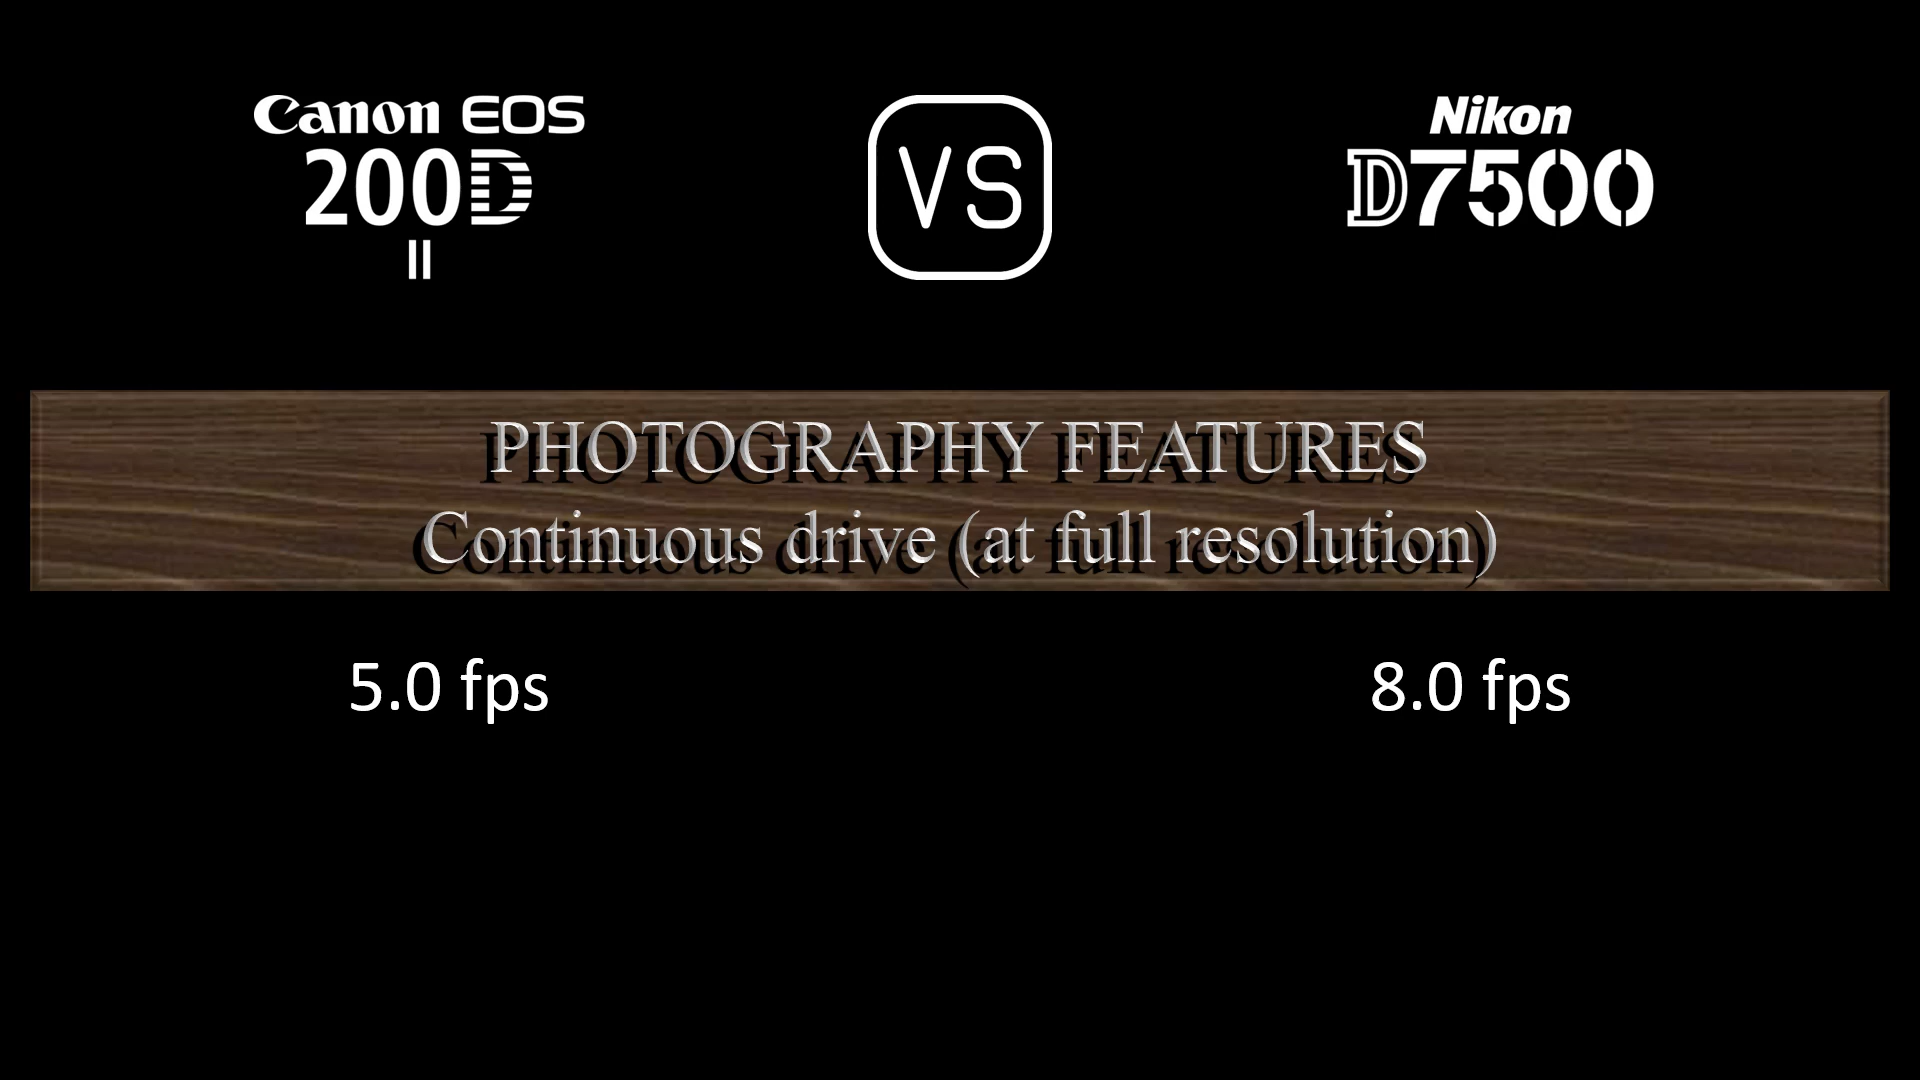 Canon EOS
200D
II
VS
Nikon
D7500
PHOTOGRAPHY FEATURES
Continuous drive (at full resolution)
5.0 fps
8.0 fps